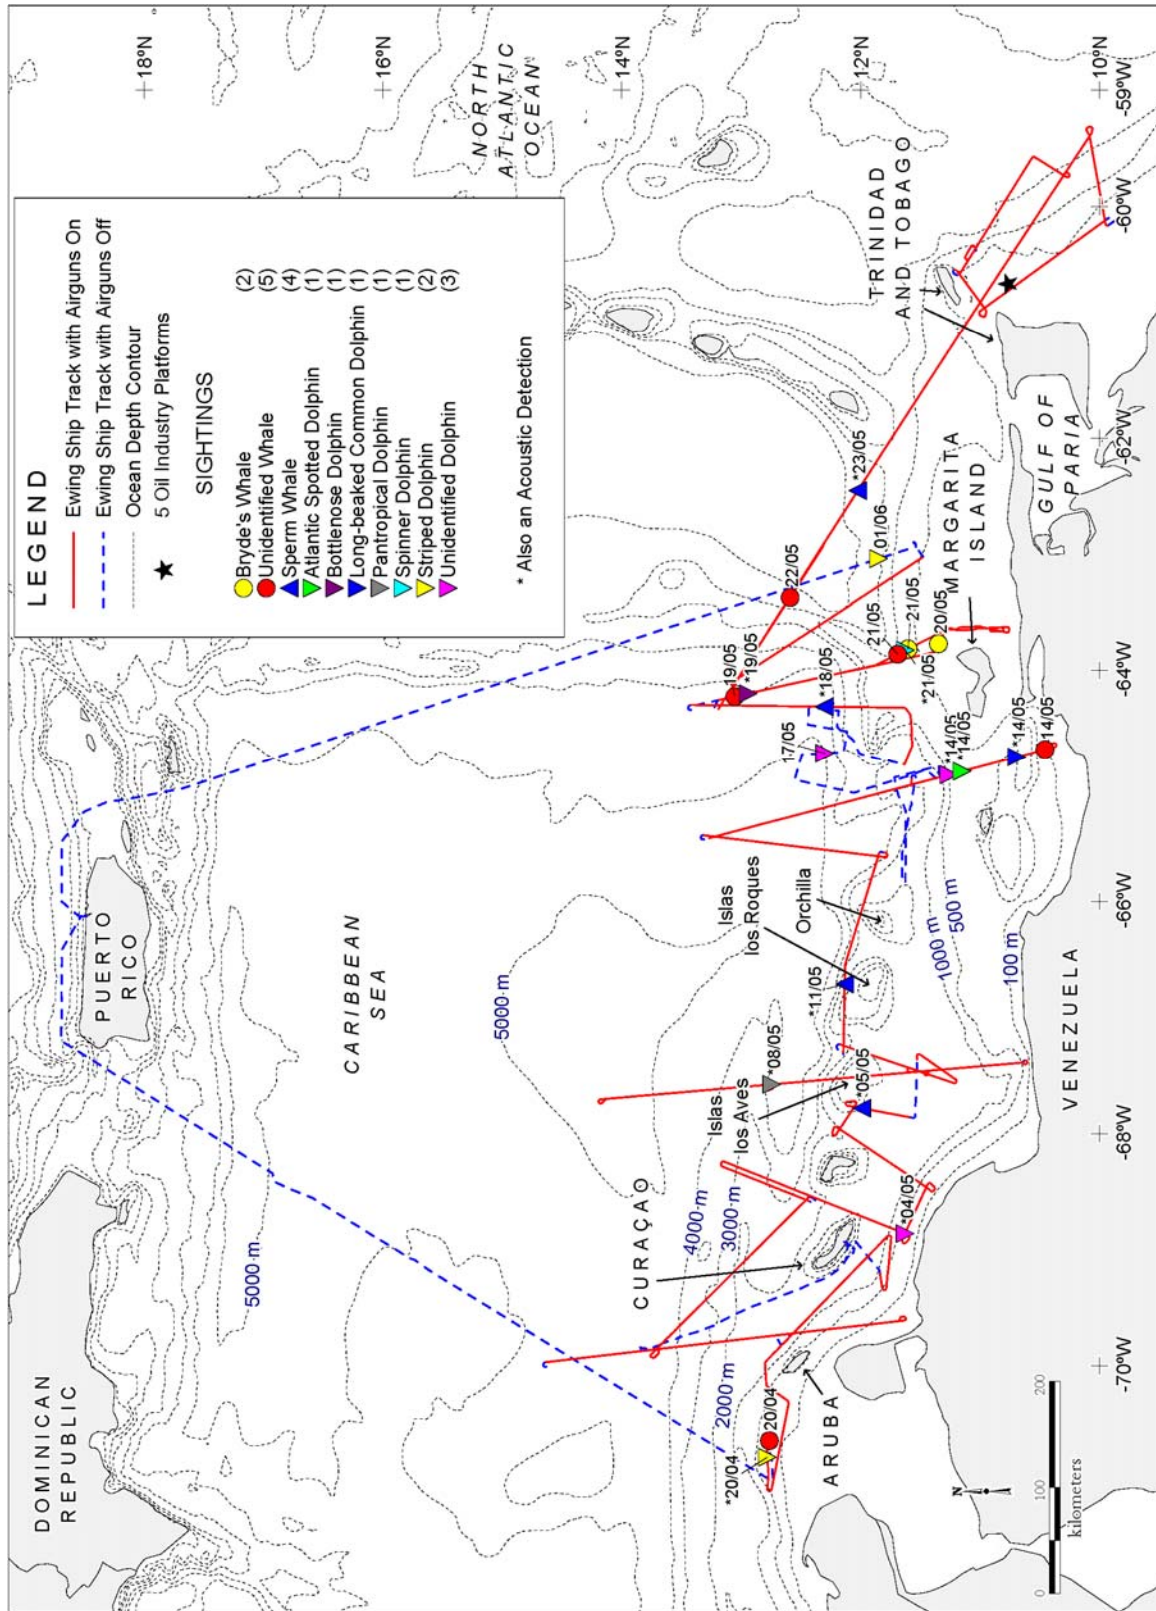 LEGEND
Ewing Ship Track with Airguns On
Ewing Ship Track with Airguns Off
Ocean Depth Contour
5 Oil Industry Platforms
SIGHTINGS
Bryde's Whale (2)
Unidentified Whale (5)
Sperm Whale (4)
Atlantic Spotted Dolphin (1)
Bottlenose Dolphin (1)
Long-beaked Common Dolphin (1)
Pantropical Dolphin (1)
Spinner Dolphin (1)
Striped Dolphin (2)
Unidentified Dolphin (3)
* Also an Acoustic Detection
DOMINICAN
REPUBLIC
PUERTO
RICO
NORTH
ATLANTIC
OCEAN
18ºN
16ºN
14ºN
12ºN
10ºN
5000 m
CARIBBEAN
SEA
5000 m
4000 m
3000 m
2000 m
CURAÇAO
Islas
los Aves
Islas
los Roques
Orchilla
TRINIDAD
AND TOBAGO
*20/04
20/04
*04/05
*05/05
*08/05
*11/05
17/05
*18/05
19/05
*19/05
22/05
*23/05
01/06
21/05
21/05
*21/05
20/05
*14/05
*14/05
*14/05
14/05
ARUBA
1000 m
500 m
100 m
MARGARITA
ISLAND
GULF OF
PARIA
VENEZUELA
-70ºW
-68ºW
-66ºW
-64ºW
-62ºW
-60ºW
-59ºW
N
0
100
200
kilometers